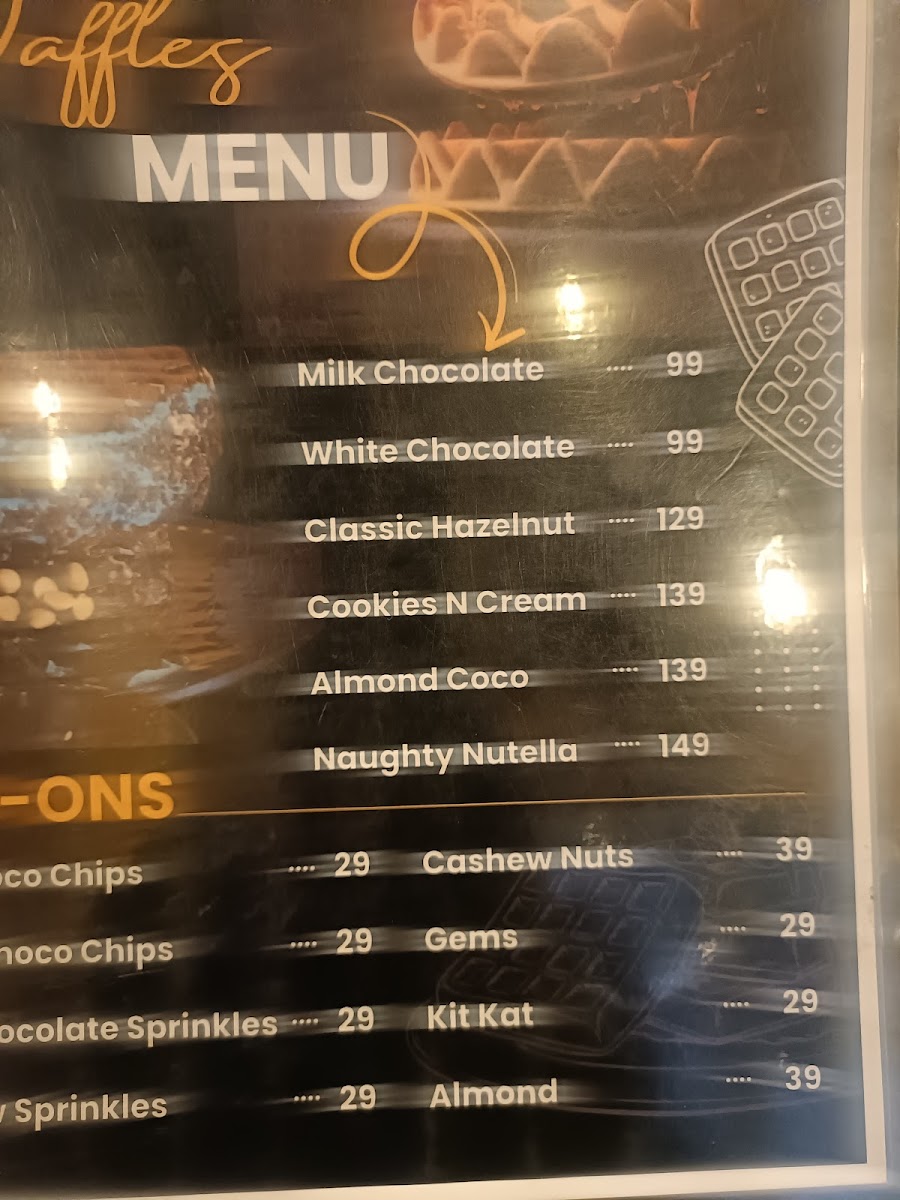 Waffles
MENU
Milk Chocolate .... 99
White Chocolate .... 99
Classic Hazelnut .... 129
Cookies N Cream .... 139
Almond Coco .... 139
Naughty Nutella .... 149
-ONS
oco Chips .... 29 Cashew Nuts .... 39
hoco Chips .... 29 Gems .... 29
ocolate Sprinkles .... 29 Kit Kat .... 29
Sprinkles .... 29 Almond .... 39